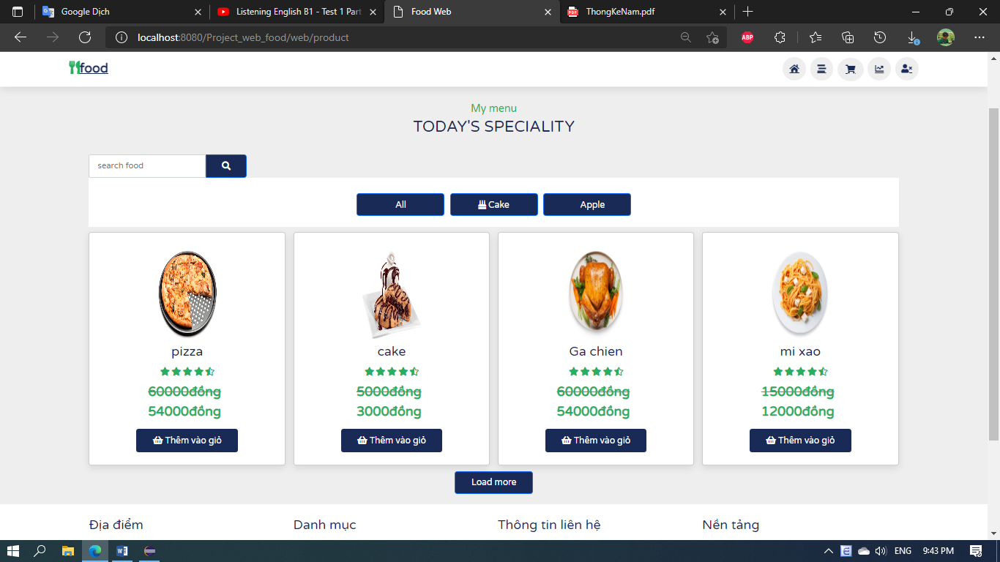 Google Dịch
Listening English B1 - Test 1 Part
Food Web
ThongKeNam.pdf
localhost:8080/Project_web_food/web/product
ABP
food
My menu
TODAY'S SPECIALITY
search food
All
Cake
Apple
pizza
cake
Ga chien
mi xao
60000đồng
5000đồng
60000đồng
15000đồng
54000đồng
3000đồng
54000đồng
12000đồng
Thêm vào giỏ
Thêm vào giỏ
Thêm vào giỏ
Thêm vào giỏ
Load more
Địa điểm
Danh mục
Thông tin liên hệ
Nền tảng
ENG
9:43 PM